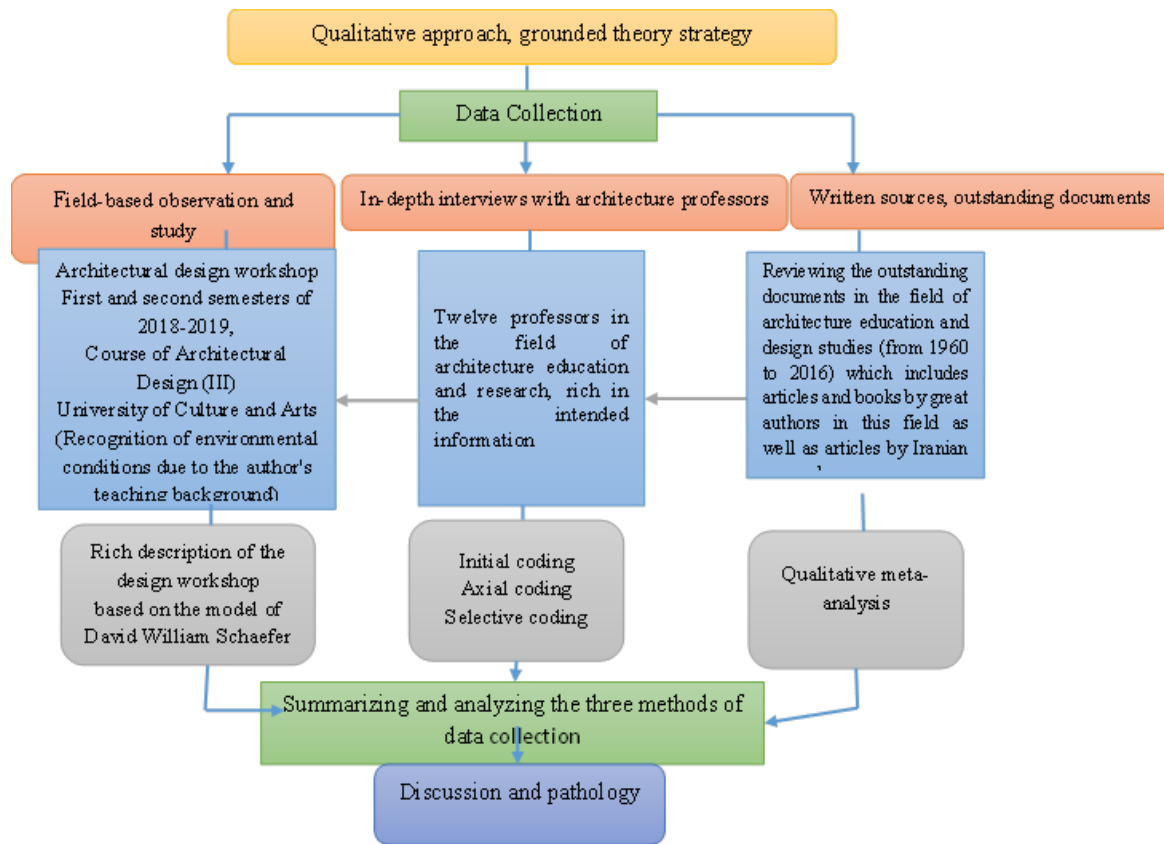 Qualitative approach, grounded theory strategy
Data Collection
Field-based observation and
study
In-depth interviews with architecture professors
Written sources, outstanding documents
Architectural design workshop
First and second semesters of
2018-2019,
Course of Architectural
Design (III)
University of Culture and Arts
(Recognition of environmental
conditions due to the author's
teaching background)
Twelve professors in
the field of
architecture education
and research, rich in
the intended
information
Reviewing the outstanding
documents in the field of
architecture education and
design studies (from 1960
to 2016) which includes
articles and books by great
authors in this field as
well as articles by Iranian
Rich description of the
design workshop
based on the model of
David William Schaefer
Initial coding
Axial coding
Selective coding
Qualitative meta-
analysis
Summarizing and analyzing the three methods of
data collection
Discussion and pathology